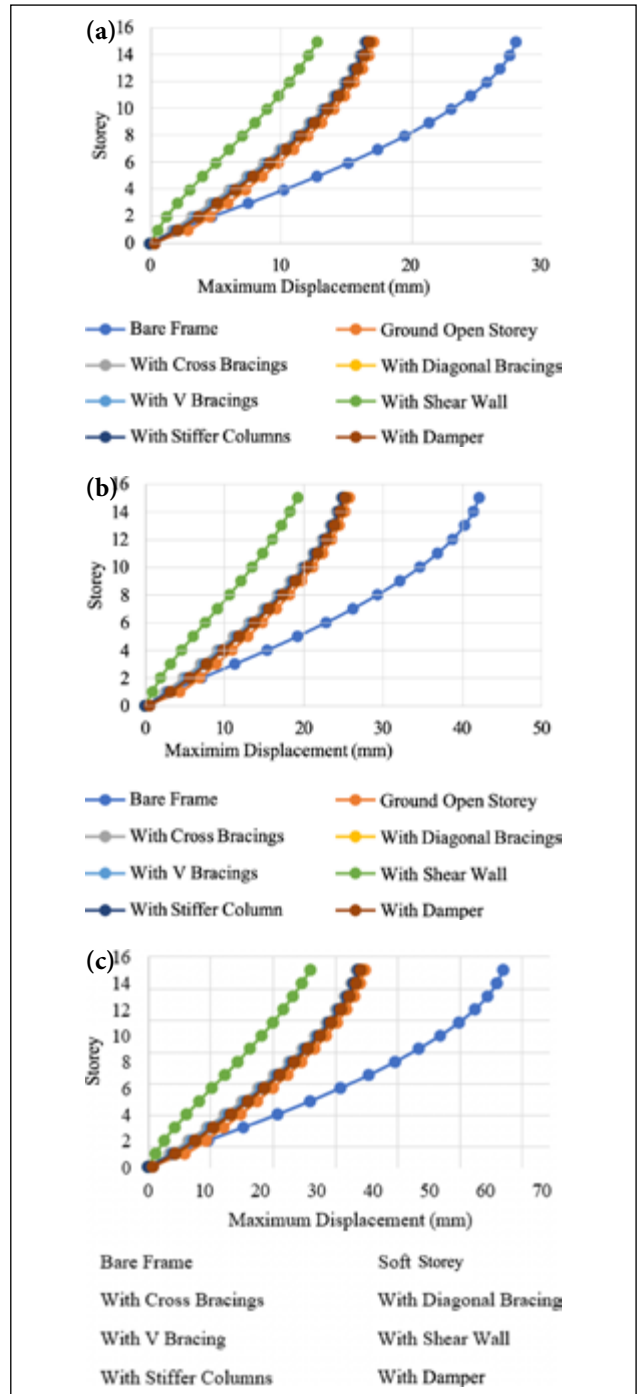 (a)
16
14
12
10
8
6
4
2
0
Storey
0 10 20 30
Maximum Displacement (mm)
Bare Frame Ground Open Storey
With Cross Bracings With Diagonal Bracings
With V Bracings With Shear Wall
With Stiffer Columns With Damper
(b)
16
14
12
10
8
6
4
2
0
Storey
0 10 20 30 40 50
Maximim Displacement (mm)
Bare Frame Ground Open Storey
With Cross Bracings With Diagonal Bracings
With V Bracings With Shear Wall
With Stiffer Column With Damper
(c)
16
14
12
10
8
6
4
2
0
Storey
0 10 20 30 40 50 60 70
Maximum Displacement (mm)
Bare Frame Soft Storey
With Cross Bracings With Diagonal Bracing
With V Bracing With Shear Wall
With Stiffer Columns With Damper